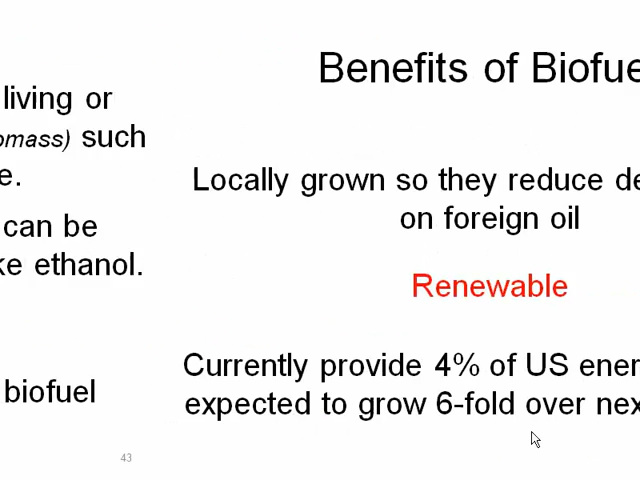 living or
omass) such
e.
can be
ke ethanol.
biofuel
43
Benefits of Biofue
Locally grown so they reduce de
on foreign oil
Renewable
Currently provide 4% of US ener
expected to grow 6-fold over nex